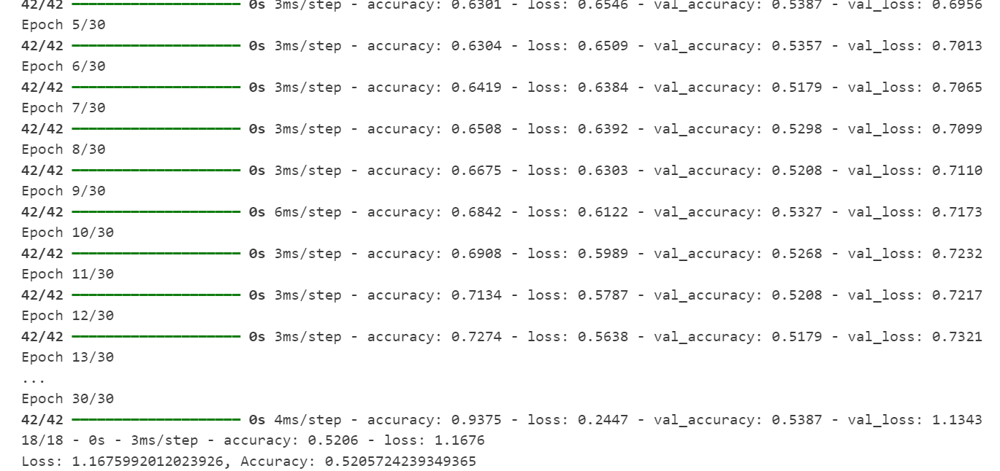 42/42 ━━━━━━━━━━━━━━━━━━━━ 0s 3ms/step - accuracy: 0.6301 - loss: 0.6546 - val_accuracy: 0.5387 - val_loss: 0.6956
Epoch 5/30
42/42 ━━━━━━━━━━━━━━━━━━━━ 0s 3ms/step - accuracy: 0.6304 - loss: 0.6509 - val_accuracy: 0.5357 - val_loss: 0.7013
Epoch 6/30
42/42 ━━━━━━━━━━━━━━━━━━━━ 0s 3ms/step - accuracy: 0.6419 - loss: 0.6384 - val_accuracy: 0.5179 - val_loss: 0.7065
Epoch 7/30
42/42 ━━━━━━━━━━━━━━━━━━━━ 0s 3ms/step - accuracy: 0.6508 - loss: 0.6392 - val_accuracy: 0.5298 - val_loss: 0.7099
Epoch 8/30
42/42 ━━━━━━━━━━━━━━━━━━━━ 0s 3ms/step - accuracy: 0.6675 - loss: 0.6303 - val_accuracy: 0.5208 - val_loss: 0.7110
Epoch 9/30
42/42 ━━━━━━━━━━━━━━━━━━━━ 0s 6ms/step - accuracy: 0.6842 - loss: 0.6122 - val_accuracy: 0.5327 - val_loss: 0.7173
Epoch 10/30
42/42 ━━━━━━━━━━━━━━━━━━━━ 0s 3ms/step - accuracy: 0.6908 - loss: 0.5989 - val_accuracy: 0.5268 - val_loss: 0.7232
Epoch 11/30
42/42 ━━━━━━━━━━━━━━━━━━━━ 0s 3ms/step - accuracy: 0.7134 - loss: 0.5787 - val_accuracy: 0.5208 - val_loss: 0.7217
Epoch 12/30
42/42 ━━━━━━━━━━━━━━━━━━━━ 0s 3ms/step - accuracy: 0.7274 - loss: 0.5638 - val_accuracy: 0.5179 - val_loss: 0.7321
Epoch 13/30
...
Epoch 30/30
42/42 ━━━━━━━━━━━━━━━━━━━━ 0s 4ms/step - accuracy: 0.9375 - loss: 0.2447 - val_accuracy: 0.5387 - val_loss: 1.1343
18/18 - 0s - 3ms/step - accuracy: 0.5206 - loss: 1.1676
Loss: 1.1675992012023926, Accuracy: 0.5205724239349365